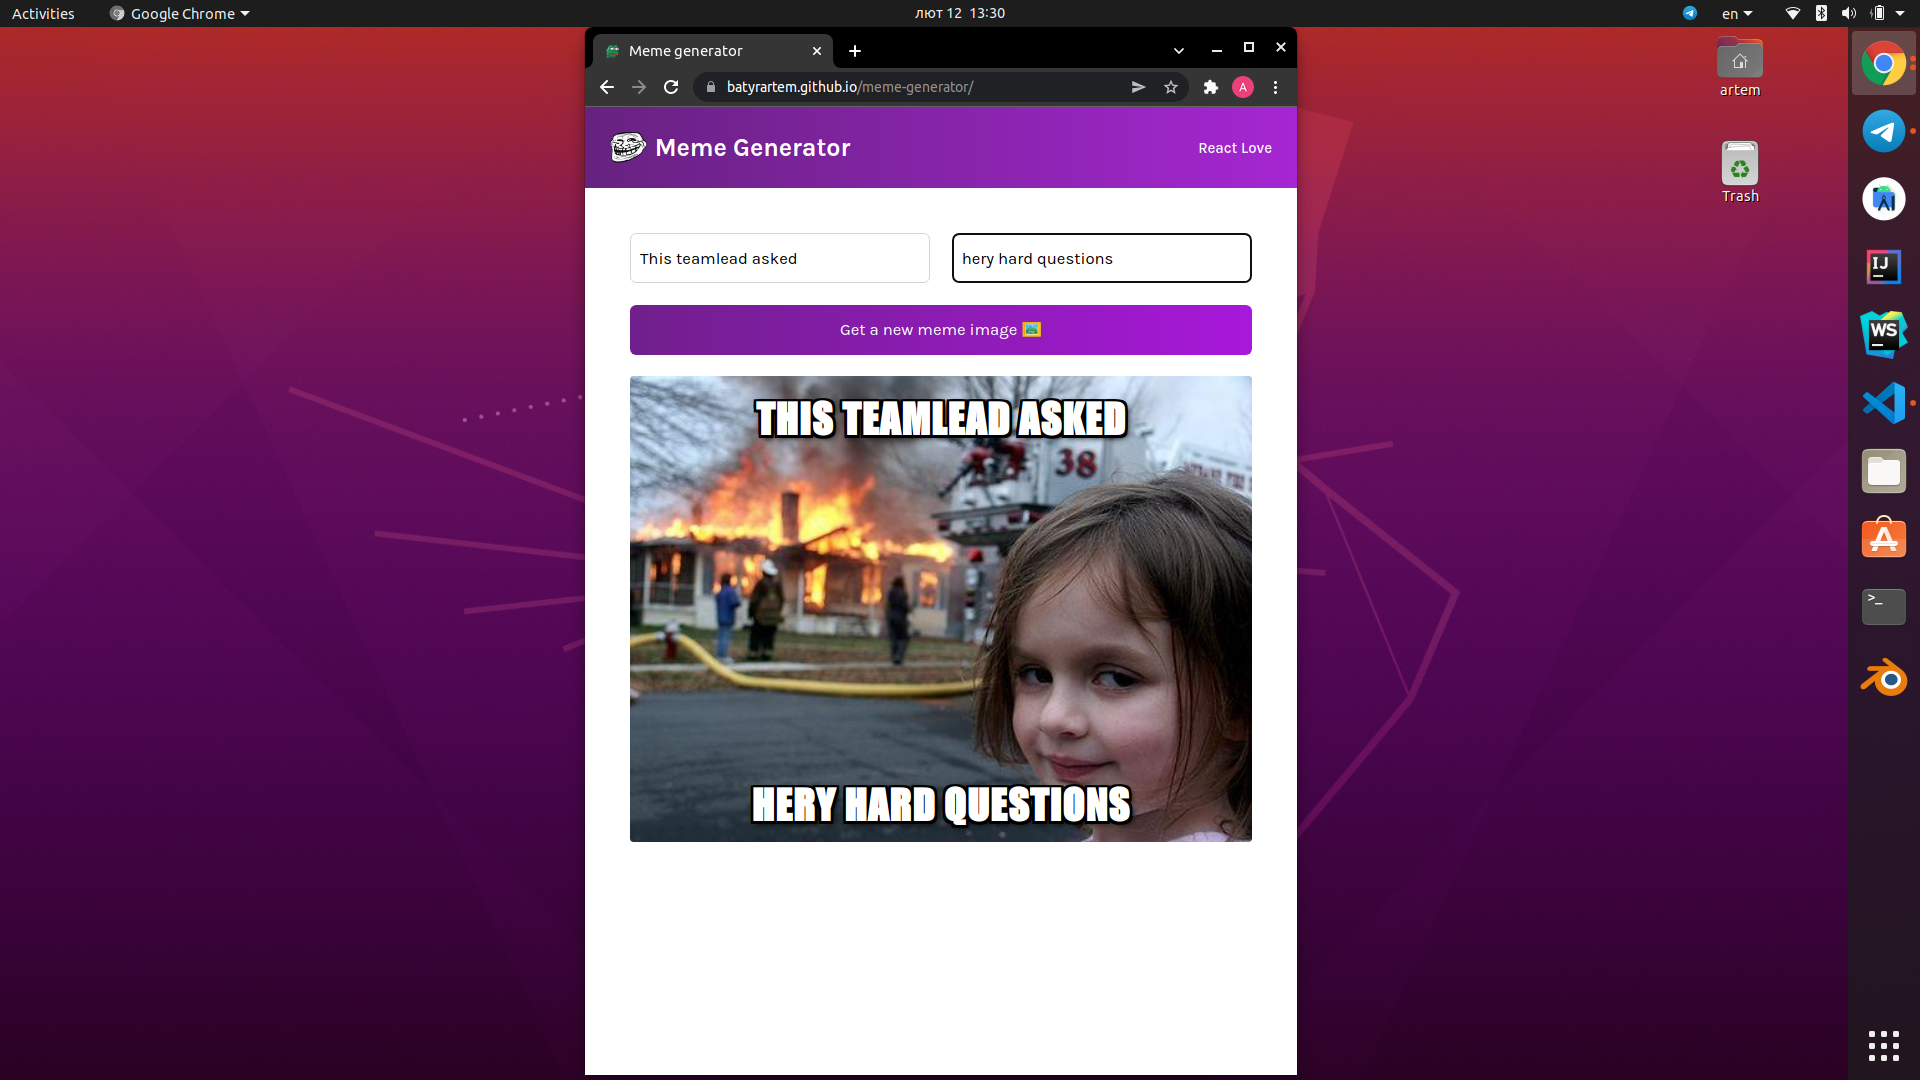 Activities
Google Chrome
лют 12 13:30
en
Meme generator
batyrartem.github.io/meme-generator/
A
Meme Generator
React Love
This teamlead asked
hery hard questions
Get a new meme image
THIS TEAMLEAD ASKED
38
HERY HARD QUESTIONS
artem
Trash
IJ
WS
>_